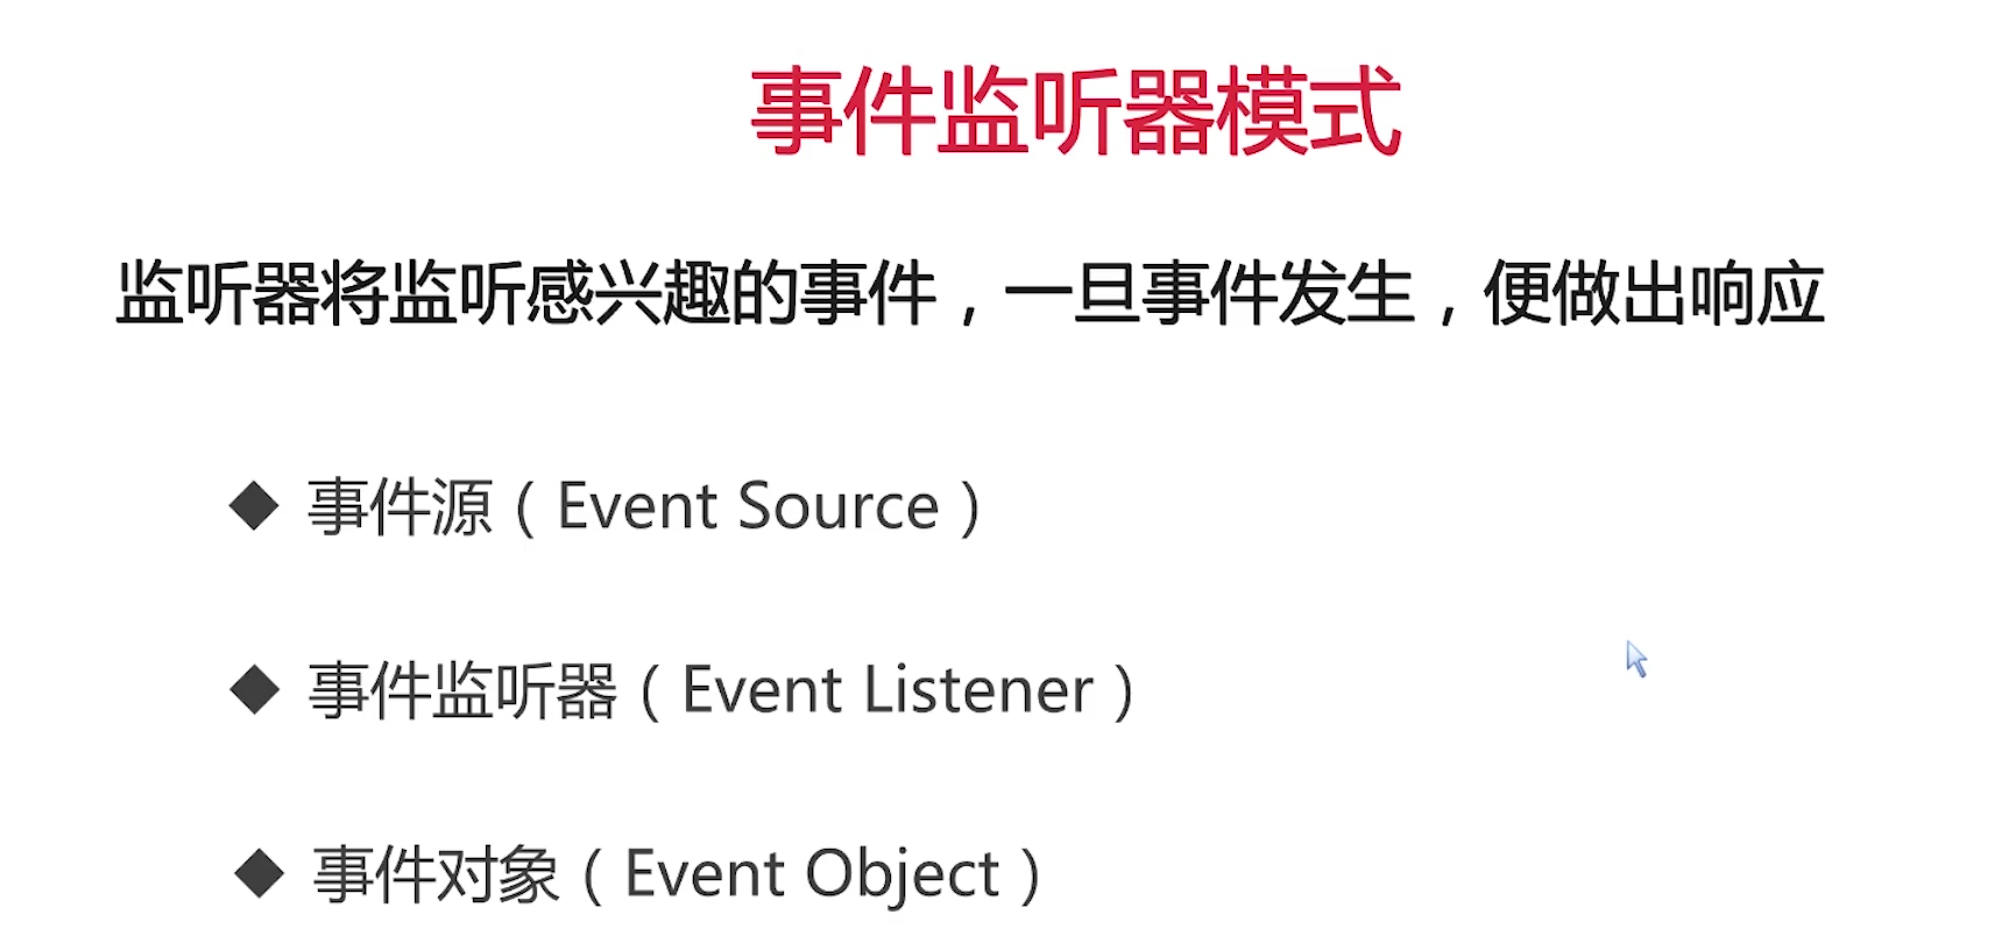 事件监听器模式
监听器将监听感兴趣的事件，一旦事件发生，便做出响应
◆ 事件源（Event Source）
◆ 事件监听器（Event Listener）
◆ 事件对象（Event Object）